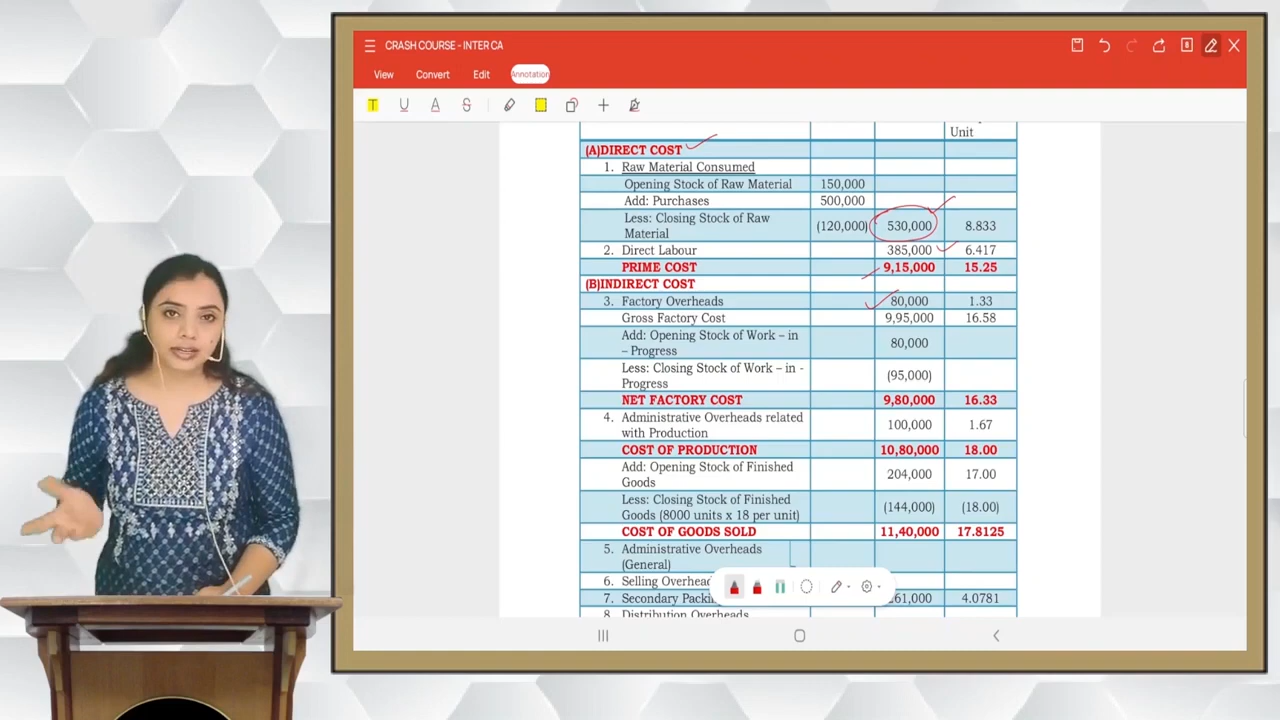 CRASH COURSE - INTER CA
View Convert Edit Annotation
Unit
(A)DIRECT COST
1. Raw Material Consumed
Opening Stock of Raw Material 150,000
Add: Purchases 500,000
Less: Closing Stock of Raw
Material (120,000) 530,000 8.833
2. Direct Labour 385,000 6.417
PRIME COST 9,15,000 15.25
(B)INDIRECT COST
3. Factory Overheads 80,000 1.33
Gross Factory Cost 9,95,000 16.58
Add: Opening Stock of Work – in
– Progress 80,000
Less: Closing Stock of Work – in -
Progress (95,000)
NET FACTORY COST 9,80,000 16.33
4. Administrative Overheads related
with Production 100,000 1.67
COST OF PRODUCTION 10,80,000 18.00
Add: Opening Stock of Finished
Goods 204,000 17.00
Less: Closing Stock of Finished
Goods (8000 units x 18 per unit) (144,000) (18.00)
COST OF GOODS SOLD 11,40,000 17.8125
5. Administrative Overheads
(General)
6. Selling Overhea
7. Secondary Pack 61,000 4.0781
8. Distribution Overheads